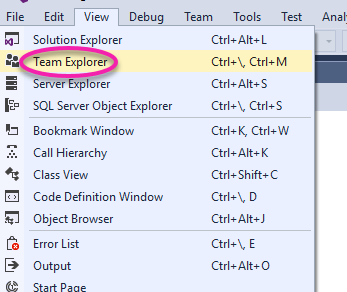 File Edit View Debug Team Tools Test Analy
Solution Explorer Ctrl+Alt+L
Team Explorer Ctrl+\, Ctrl+M
Server Explorer Ctrl+Alt+S
SQL Server Object Explorer Ctrl+\, Ctrl+S
Bookmark Window Ctrl+K, Ctrl+W
Call Hierarchy Ctrl+Alt+K
Class View Ctrl+Shift+C
Code Definition Window Ctrl+\, D
Object Browser Ctrl+Alt+J
Error List Ctrl+\, E
Output Ctrl+Alt+O
Start Page